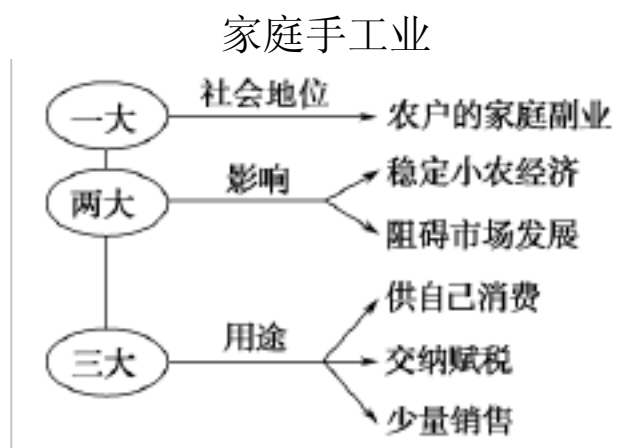 家庭手工业
一大 社会地位 农户的家庭副业
两大 影响 稳定小农经济
阻碍市场发展
三大 用途 供自己消费
交纳赋税
少量销售